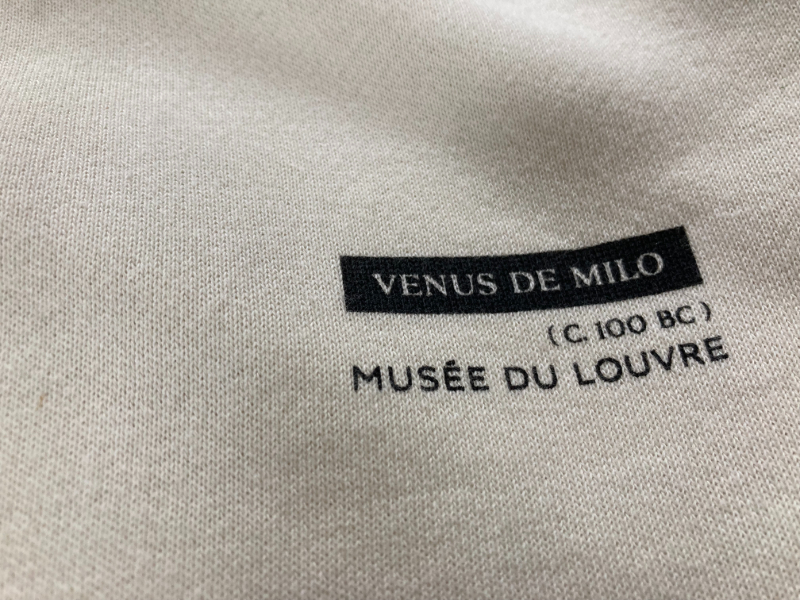 VENUS DE MILO
(C. 100 BC)
MUSÉE DU LOUVRE